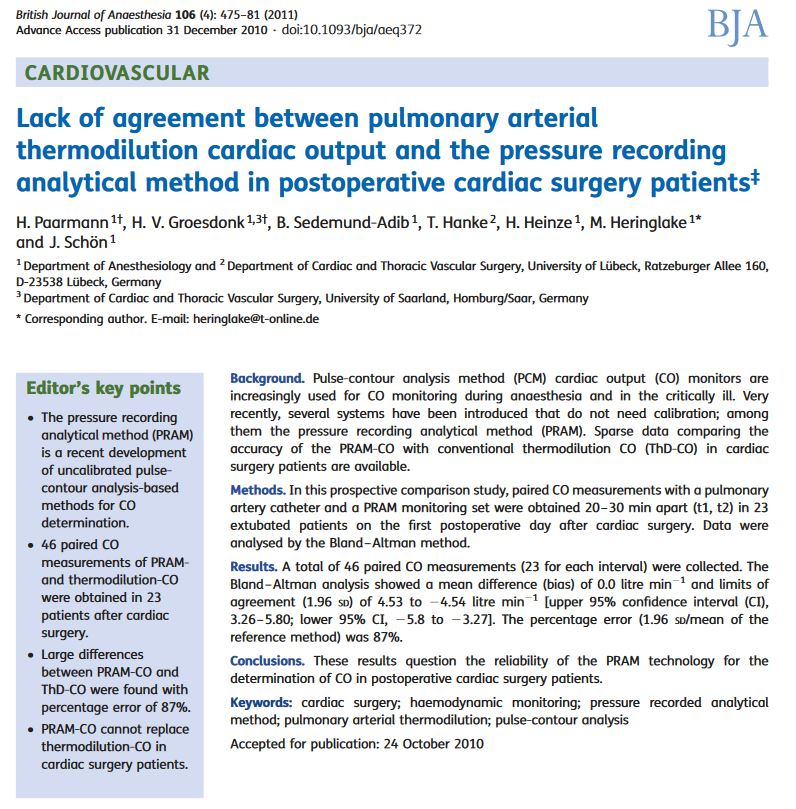 British Journal of Anaesthesia 106 (4): 475–81 (2011)
Advance Access publication 31 December 2010 · doi:10.1093/bja/aeq372
BJA
CARDIOVASCULAR
Lack of agreement between pulmonary arterial
thermodilution cardiac output and the pressure recording
analytical method in postoperative cardiac surgery patients‡
H. Paarmann 1†, H. V. Groesdonk 1,3†, B. Sedemund-Adib 1, T. Hanke 2, H. Heinze 1, M. Heringlake 1*
and J. Schön 1
1 Department of Anesthesiology and 2 Department of Cardiac and Thoracic Vascular Surgery, University of Lübeck, Ratzeburger Allee 160,
D-23538 Lübeck, Germany
3 Department of Cardiac and Thoracic Vascular Surgery, University of Saarland, Homburg/Saar, Germany
* Corresponding author. E-mail: heringlake@t-online.de
Editor's key points
• The pressure recording
analytical method (PRAM)
is a recent development
of uncalibrated pulse-
contour analysis-based
methods for CO
determination.
• 46 paired CO
measurements of PRAM-
and thermodilution-CO
were obtained in 23
patients after cardiac
surgery.
• Large differences
between PRAM-CO and
ThD-CO were found with
percentage error of 87%.
• PRAM-CO cannot replace
thermodilution-CO in
cardiac surgery patients.
Background. Pulse-contour analysis method (PCM) cardiac output (CO) monitors are
increasingly used for CO monitoring during anaesthesia and in the critically ill. Very
recently, several systems have been introduced that do not need calibration; among
them the pressure recording analytical method (PRAM). Sparse data comparing the
accuracy of the PRAM-CO with conventional thermodilution CO (ThD-CO) in cardiac
surgery patients are available.
Methods. In this prospective comparison study, paired CO measurements with a pulmonary
artery catheter and a PRAM monitoring set were obtained 20–30 min apart (t1, t2) in 23
extubated patients on the first postoperative day after cardiac surgery. Data were
analysed by the Bland–Altman method.
Results. A total of 46 paired CO measurements (23 for each interval) were collected. The
Bland–Altman analysis showed a mean difference (bias) of 0.0 litre min−1 and limits of
agreement (1.96 SD) of 4.53 to −4.54 litre min−1 [upper 95% confidence interval (CI),
3.26–5.80; lower 95% CI, −5.8 to −3.27]. The percentage error (1.96 SD/mean of the
reference method) was 87%.
Conclusions. These results question the reliability of the PRAM technology for the
determination of CO in postoperative cardiac surgery patients.
Keywords: cardiac surgery; haemodynamic monitoring; pressure recorded analytical
method; pulmonary arterial thermodilution; pulse-contour analysis
Accepted for publication: 24 October 2010